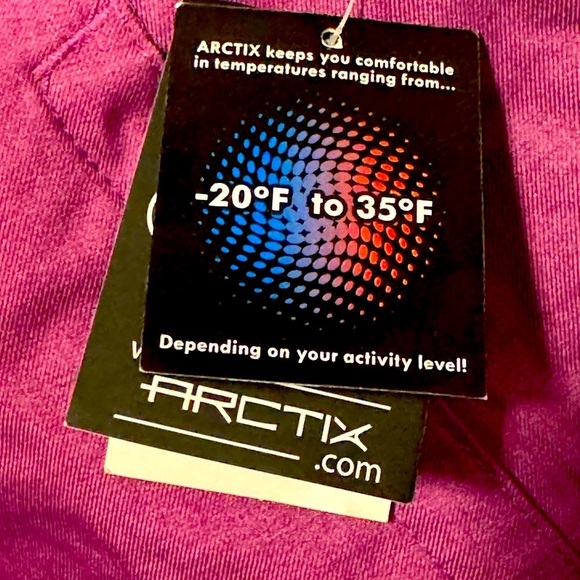 ARCTIX keeps you comfortable
in temperatures ranging from...
-20°F to 35°F
Depending on your activity level!
ARCTIX
.com